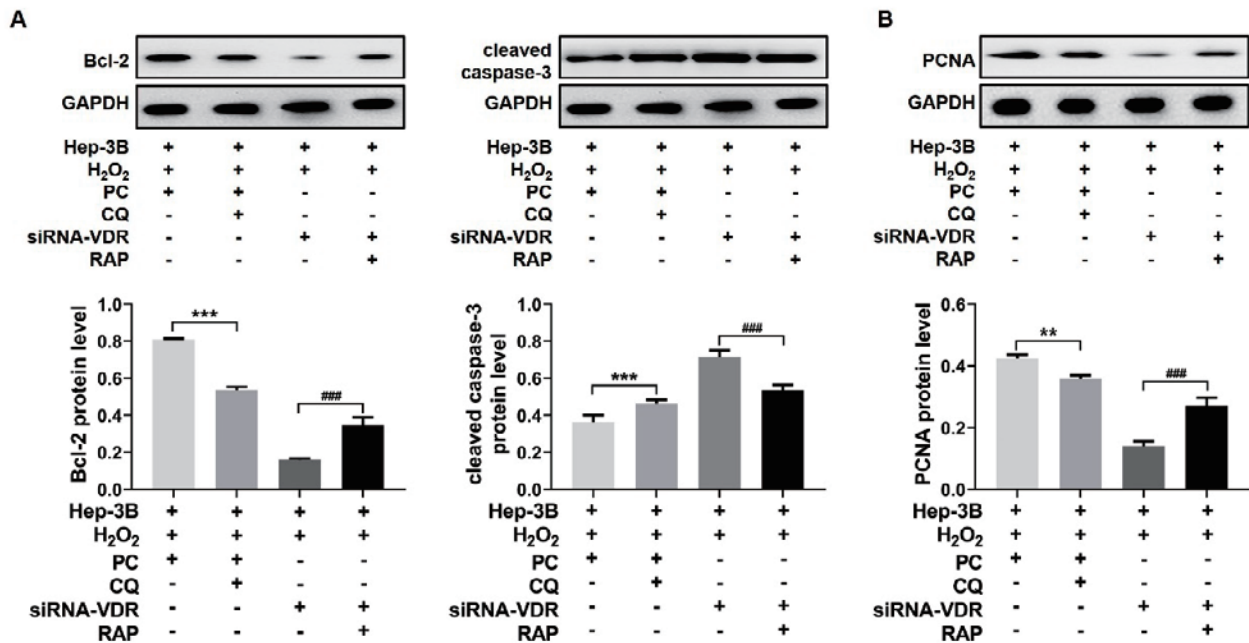 A
Bcl-2
GAPDH
Hep-3B + + + +
H₂O₂ + + + +
PC + + - -
CQ - + - -
siRNA-VDR - - + +
RAP - - - +
cleaved
caspase-3
GAPDH
Hep-3B + + + +
H₂O₂ + + + +
PC + + - -
CQ - + - -
siRNA-VDR - - + +
RAP - - - +
B
PCNA
GAPDH
Hep-3B + + + +
H₂O₂ + + + +
PC + + - -
CQ - + - -
siRNA-VDR - - + +
RAP - - - +
Bcl-2 protein level
1.0
0.8
0.6
0.4
0.2
0.0
***
###
Hep-3B + + + +
H₂O₂ + + + +
PC + + - -
CQ - + - -
siRNA-VDR - - + +
RAP - - - +
cleaved caspase-3
protein level
1.0
0.8
0.6
0.4
0.2
0.0
***
###
Hep-3B + + + +
H₂O₂ + + + +
PC + + - -
CQ - + - -
siRNA-VDR - - + +
RAP - - - +
PCNA protein level
0.6
0.4
0.2
0.0
**
###
Hep-3B + + + +
H₂O₂ + + + +
PC + + - -
CQ - + - -
siRNA-VDR - - + +
RAP - - - +